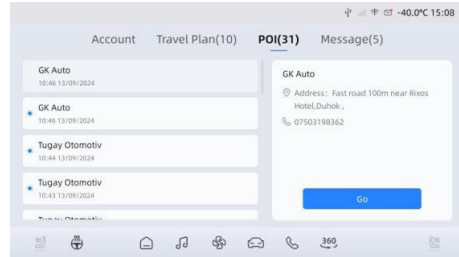 -40.0°C 15:08
Account Travel Plan(10) POI(31) Message(5)
GK Auto
10:46 13/09/2024
GK Auto
10:46 13/09/2024
Tugay Otomotiv
10:44 13/09/2024
Tugay Otomotiv
10:43 13/09/2024
Tugay Otomotiv
GK Auto
Address: Fast road 100m near Rixos
Hotel,Duhok ,
07503198362
Go
360